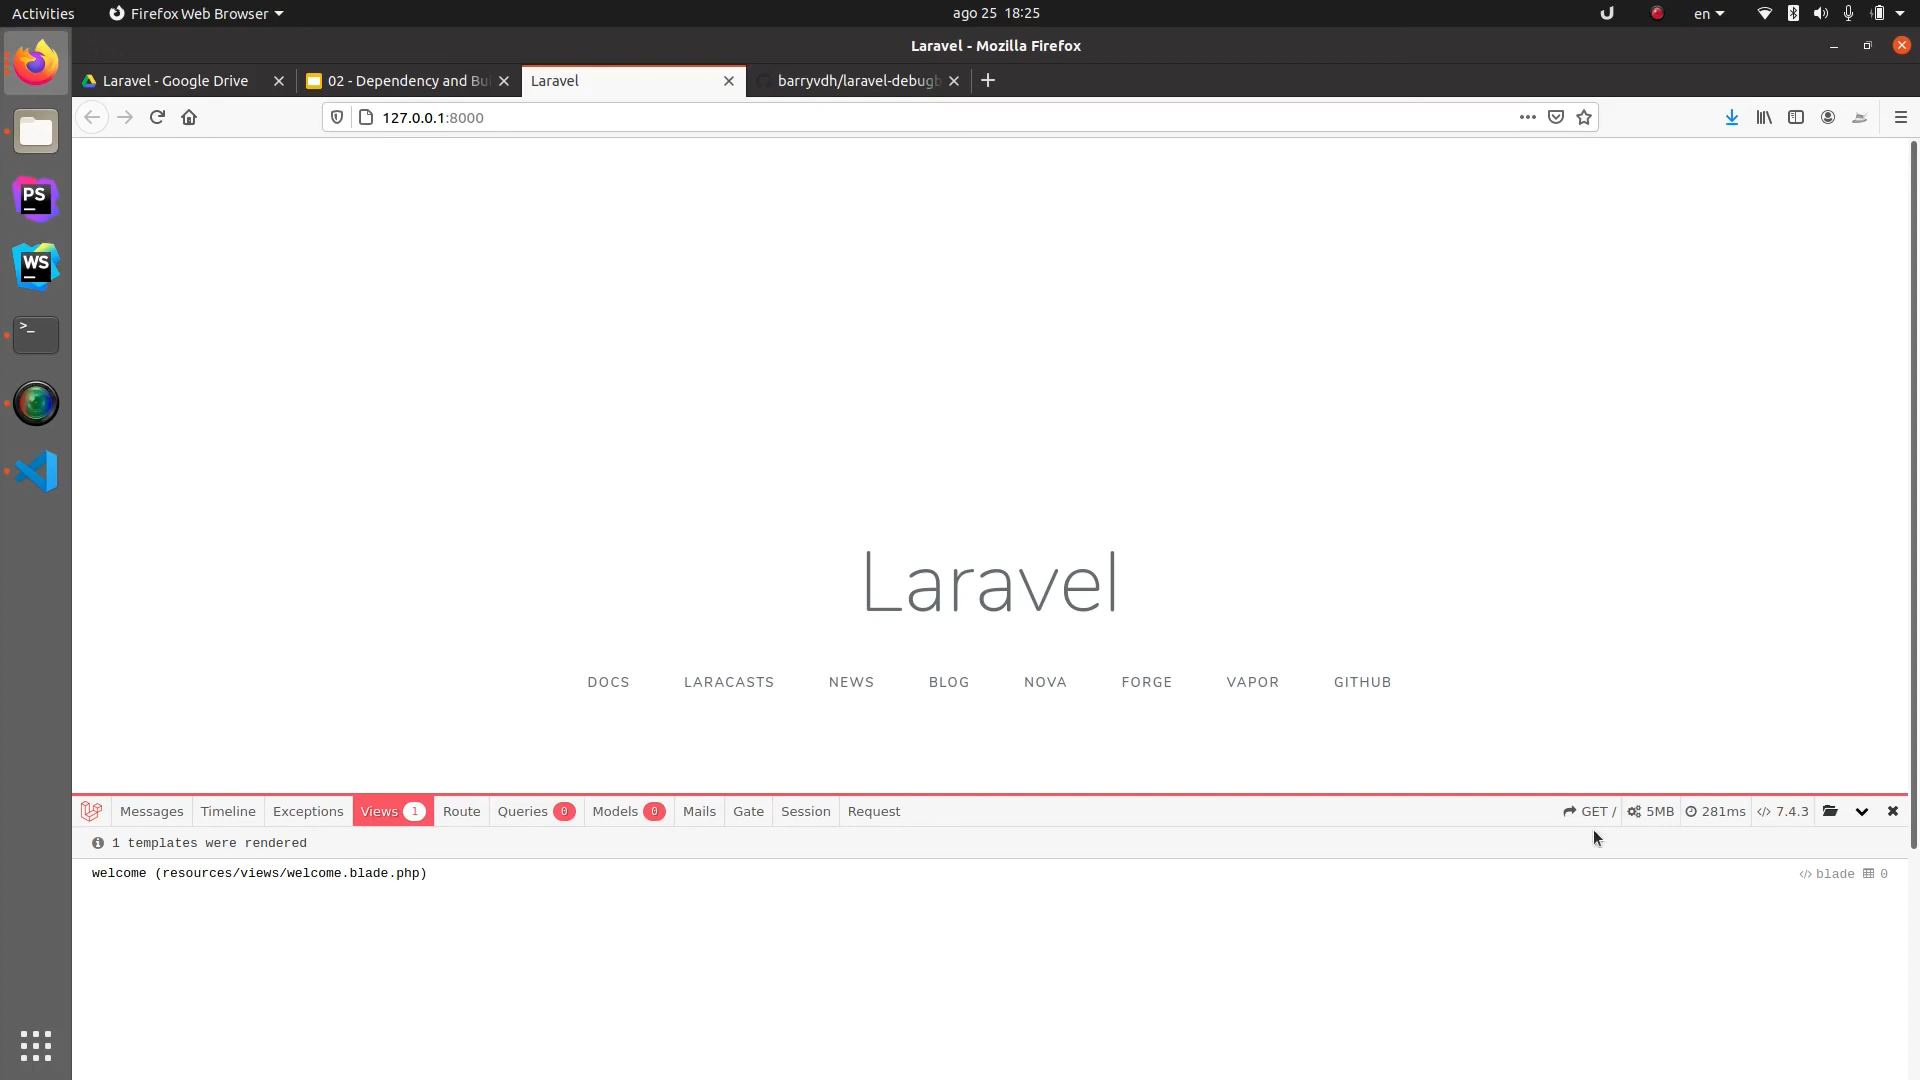 Activities Firefox Web Browser ago 25 18:25 en
Laravel - Mozilla Firefox
Laravel - Google Drive 02 - Dependency and Bu Laravel barryvdh/laravel-debugb
127.0.0.1:8000
PS
WS
>_
Laravel
DOCS LARACASTS NEWS BLOG NOVA FORGE VAPOR GITHUB
Messages Timeline Exceptions Views 1 Route Queries 0 Models 0 Mails Gate Session Request GET / 5MB 281ms 7.4.3
1 templates were rendered
welcome (resources/views/welcome.blade.php) blade 0